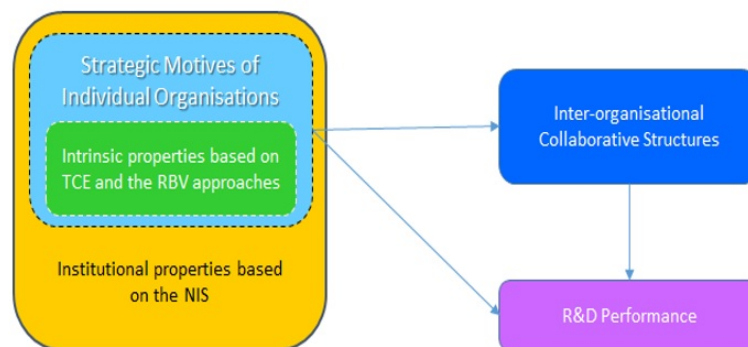 Strategic Motives of
Individual Organisations
Intrinsic properties based on
TCE and the RBV approaches
Institutional properties based
on the NIS
Inter-organisational
Collaborative Structures
R&D Performance